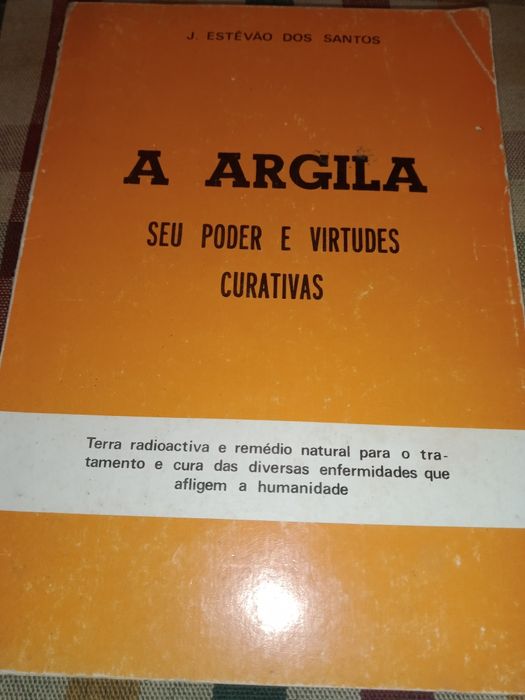 J. ESTÊVÃO DOS SANTOS
A ARGILA
SEU PODER E VIRTUDES
CURATIVAS
Terra radioactiva e remédio natural para o tra-
tamento e cura das diversas enfermidades que
afligem a humanidade